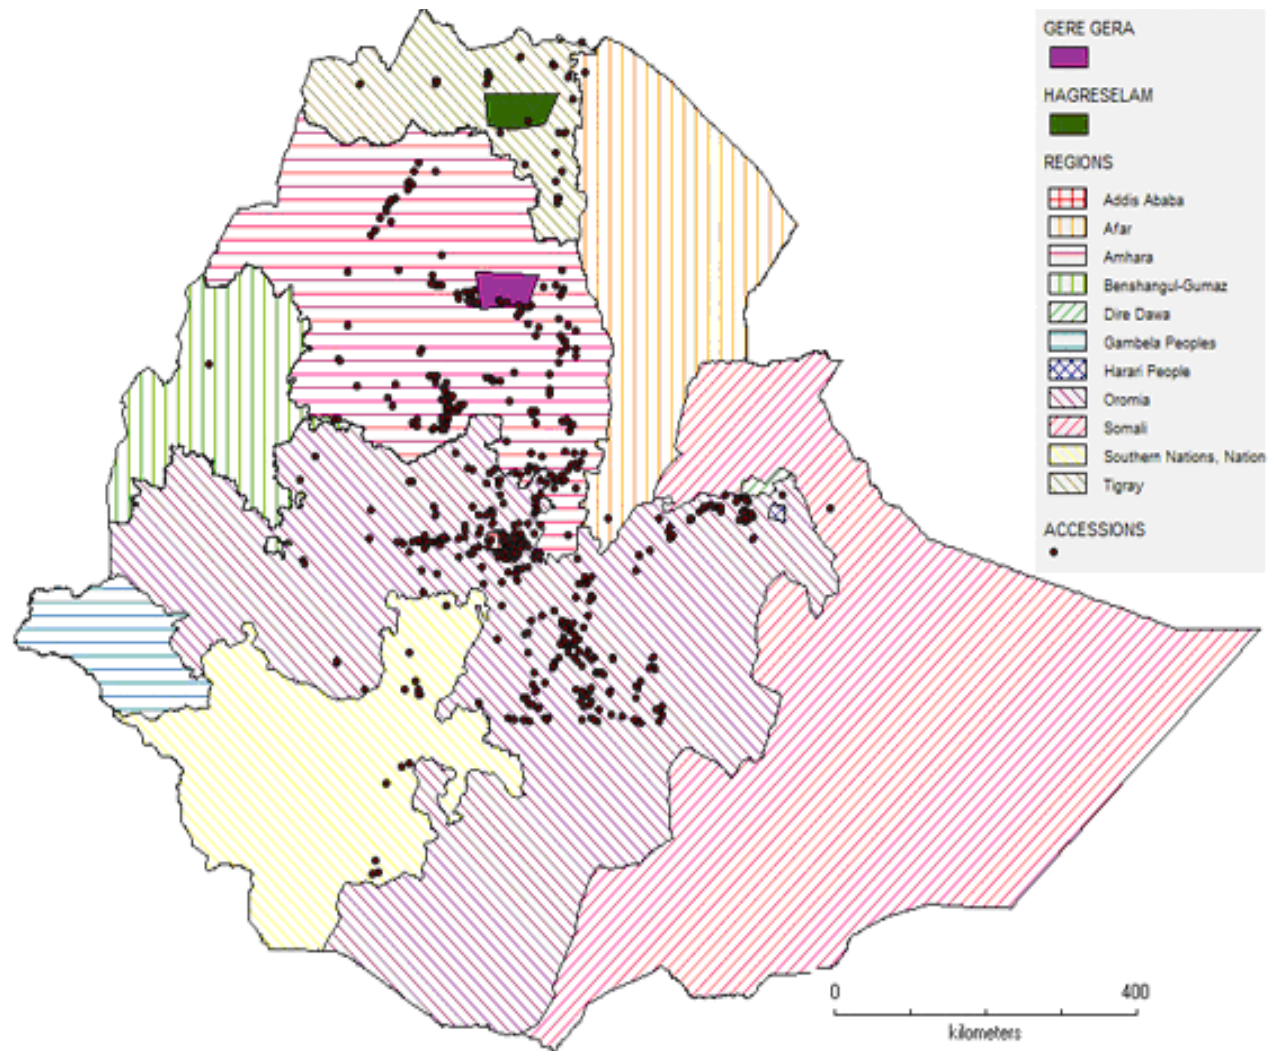 GERE GERA
HAGRESELAM
REGIONS
Addis Ababa
Afar
Amhara
Benshangul-Gumaz
Dire Dawa
Gambela Peoples
Harari People
Oromia
Somali
Southern Nations, Nation
Tigray
ACCESSIONS
0 400
kilometers